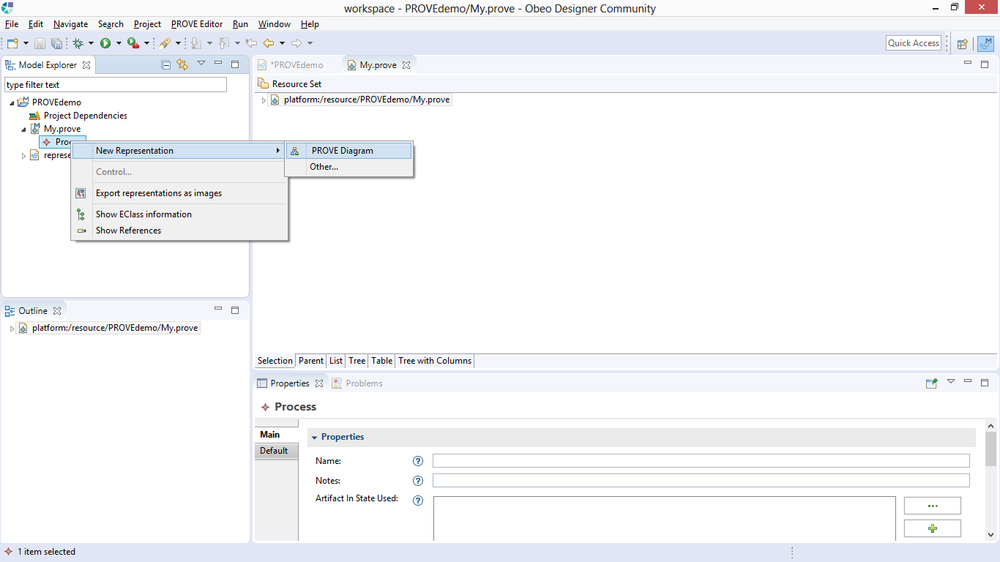 workspace - PROVEdemo/My.prove - Obeo Designer Community
File Edit Navigate Search Project PROVE Editor Run Window Help
Quick Access
Model Explorer
type filter text
PROVEdemo
Project Dependencies
My.prove
Proc
represe
New Representation
Control...
Export representations as images
Show EClass information
Show References
PROVE Diagram
Other...
*PROVEdemo My.prove
Resource Set
platform:/resource/PROVEdemo/My.prove
Outline
platform:/resource/PROVEdemo/My.prove
Selection Parent List Tree Table Tree with Columns
Properties Problems
Process
Main
Default
Properties
Name:
Notes:
Artifact In State Used:
1 item selected